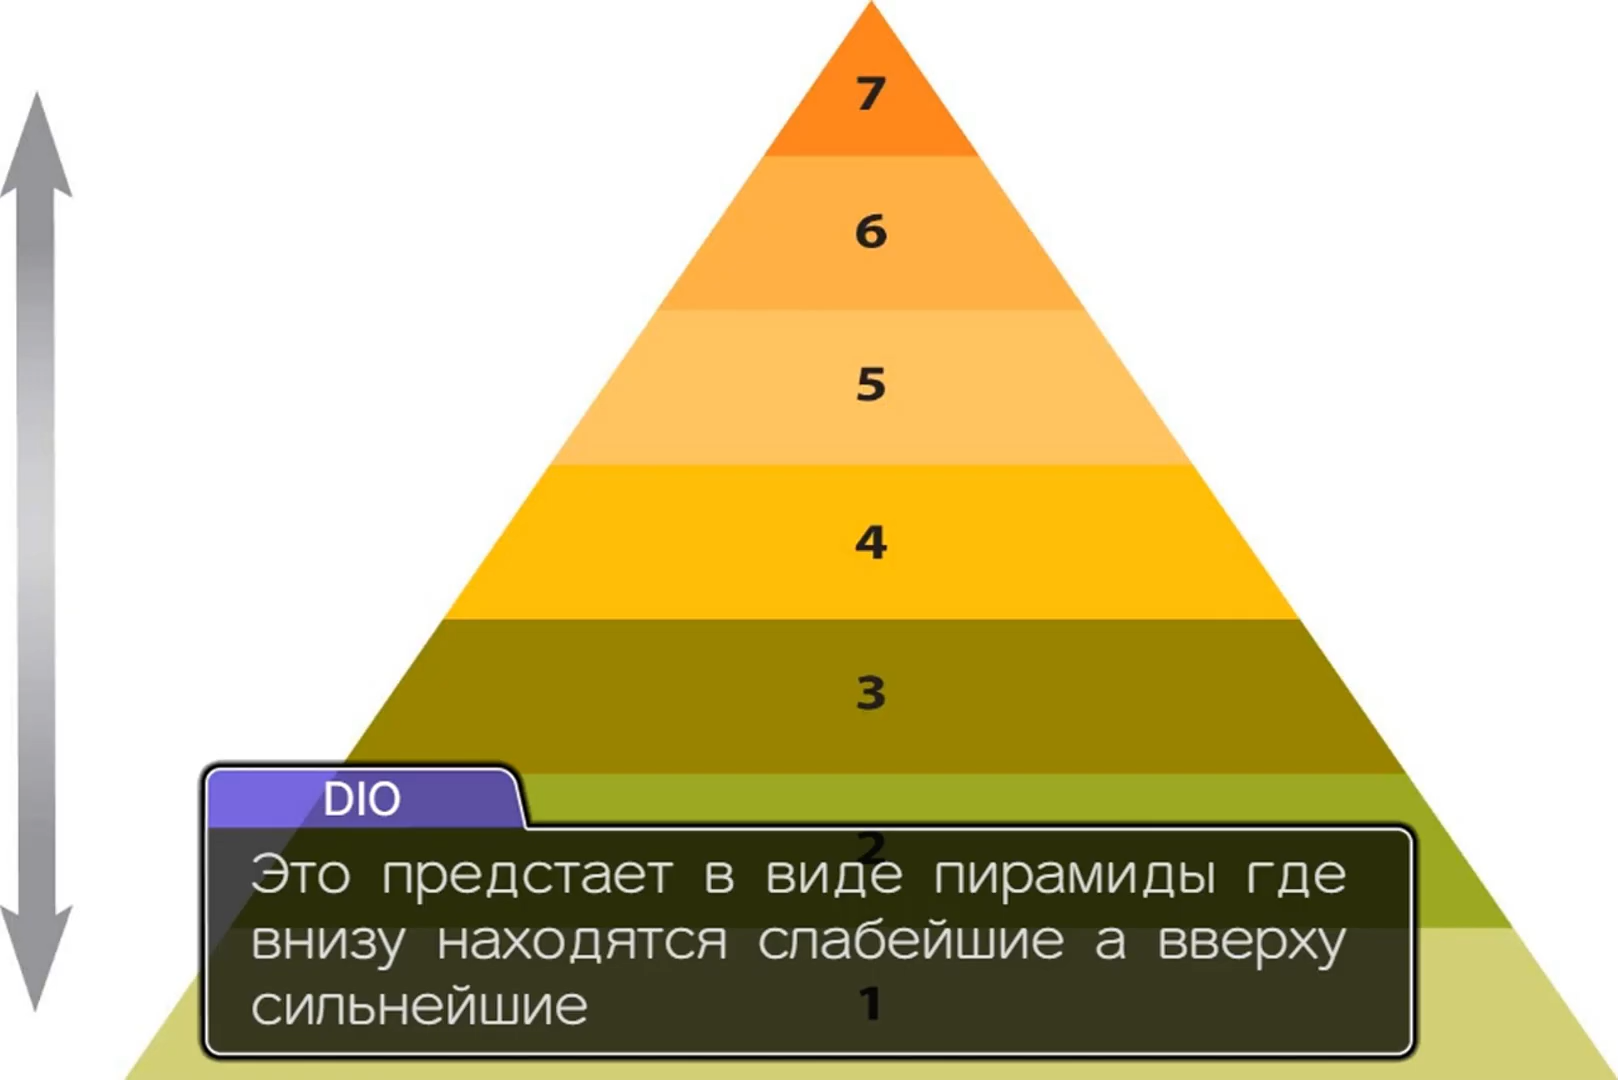 7
6
5
4
3
DIO
2
Это предстает в виде пирамиды где
внизу находятся слабейшие а вверху
сильнейшие
1